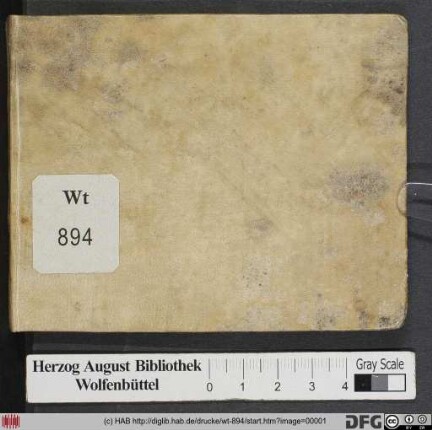 Wt
894
Herzog August Bibliothek
Wolfenbüttel
0 1 2 3 4
Gray Scale
(c) HAB http://diglib.hab.de/drucke/wt-894/start.htm?image=00001
DFG